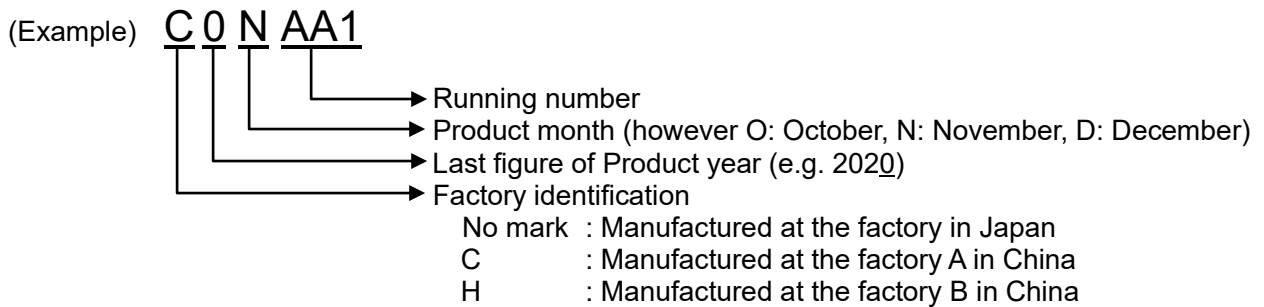 (Example) C 0 N AA1
Running number
Product month (however O: October, N: November, D: December)
Last figure of Product year (e.g. 2020)
Factory identification
No mark : Manufactured at the factory in Japan
C : Manufactured at the factory A in China
H : Manufactured at the factory B in China